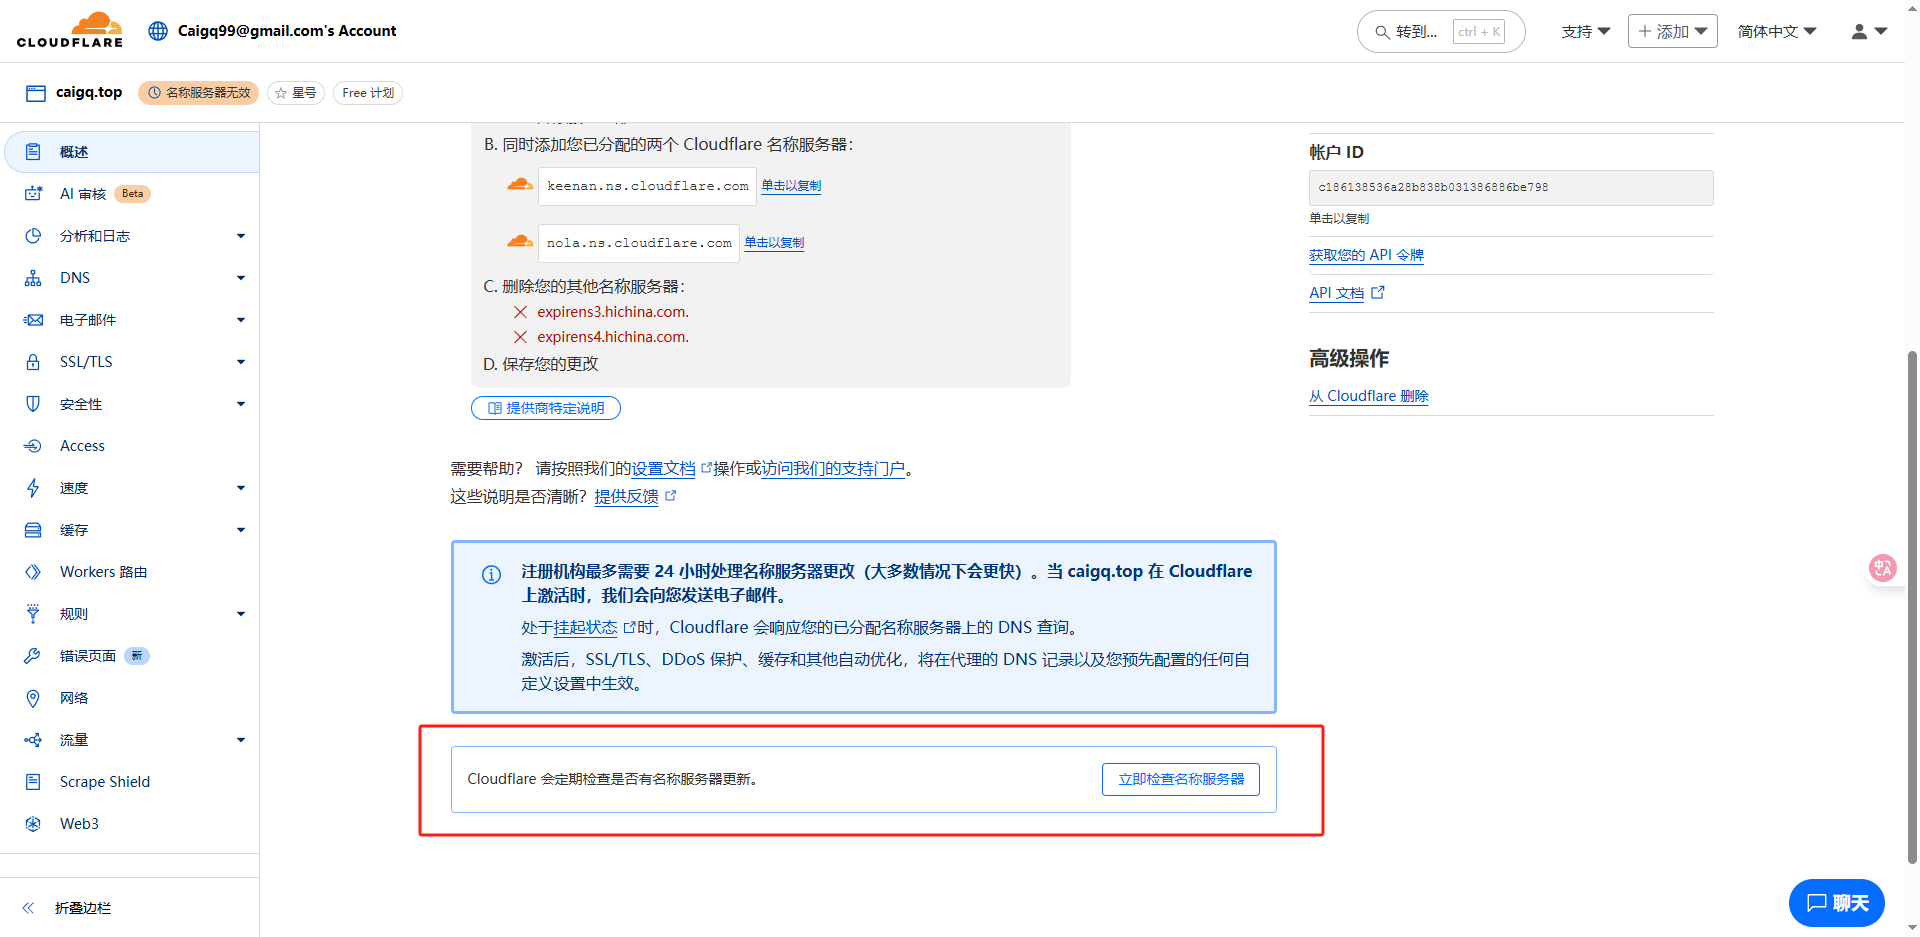 CLOUDFLARE
Caigq99@gmail.com's Account
转到...
ctrl + K
支持
添加
简体中文
caigq.top
名称服务器无效
星号
Free 计划
概述
AI 审核
Beta
分析和日志
DNS
电子邮件
SSL/TLS
安全性
Access
速度
缓存
Workers 路由
规则
错误页面
新
网络
流量
Scrape Shield
Web3
折叠边栏
B. 同时添加您已分配的两个 Cloudflare 名称服务器：
keenan.ns.cloudflare.com
单击以复制
nola.ns.cloudflare.com
单击以复制
C. 删除您的其他名称服务器：
expirens3.hichina.com.
expirens4.hichina.com.
D. 保存您的更改
提供商特定说明
需要帮助？ 请按照我们的设置文档操作或访问我们的支持门户。
这些说明是否清晰？提供反馈
注册机构最多需要 24 小时处理名称服务器更改（大多数情况下会更快）。当 caigq.top 在 Cloudflare
上激活时，我们会向您发送电子邮件。
处于挂起状态时，Cloudflare 会响应您的已分配名称服务器上的 DNS 查询。
激活后，SSL/TLS、DDoS 保护、缓存和其他自动优化，将在代理的 DNS 记录以及您预先配置的任何自
定义设置中生效。
Cloudflare 会定期检查是否有名称服务器更新。
立即检查名称服务器
帐户 ID
c186138536a28b838b031386886be798
单击以复制
获取您的 API 令牌
API 文档
高级操作
从 Cloudflare 删除
中
A
聊天